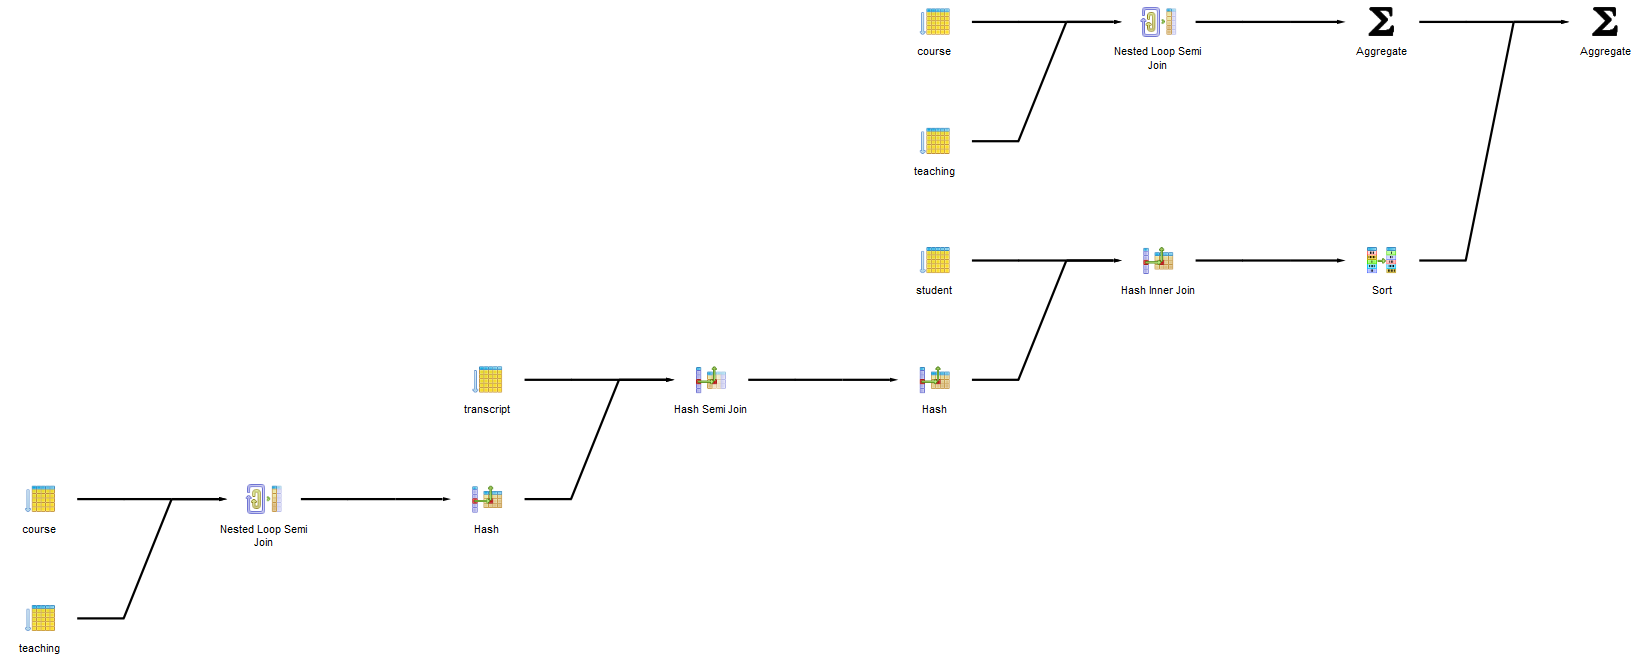 course
Nested Loop Semi
Join
Aggregate
Aggregate
teaching
student
Hash Inner Join
Sort
transcript
Hash Semi Join
Hash
course
Nested Loop Semi
Join
Hash
teaching